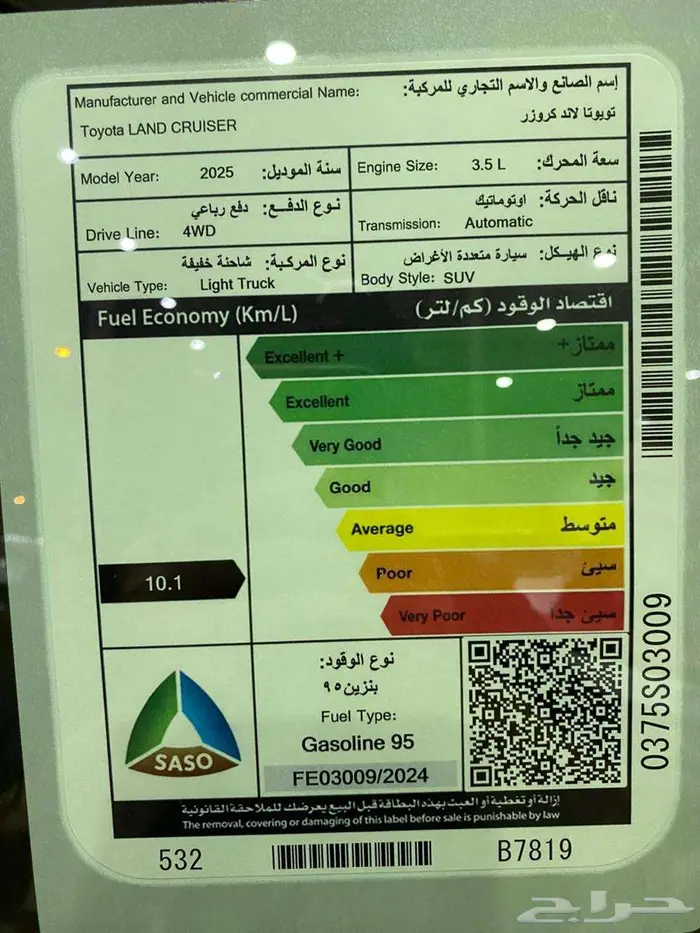 إسم الصانع والاسم التجاري للمركبة:
Manufacturer and Vehicle commercial Name:
تويوتا لاند كروزر
Toyota LAND CRUISER
Model Year: 2025 سنة الموديل:
Engine Size: 3.5 L سعة المحرك:
نوع الدفع: دفع رباعي
Drive Line: 4WD
ناقل الحركة: اوتوماتيك
Transmission: Automatic
نوع المركبة: شاحنة خفيفة
Vehicle Type: Light Truck
نوع الهيكل: سيارة متعددة الأغراض
Body Style: SUV
Fuel Economy (Km/L) اقتصاد الوقود (كم/لتر)
Excellent + ممتاز +
Excellent ممتاز
Very Good جيد جداً
Good جيد
Average متوسط
Poor سيئ
10.1
Very Poor سيئ جداً
نوع الوقود:
بنزين ٩٥
Fuel Type:
Gasoline 95
FE03009/2024
SASO
إزالة أو تغطية أو العبث بهذه البطاقة قبل البيع يعرضك للملاحقة القانونية
The removal, covering or damaging of this label before sale is punishable by law
532 B7819
0375S03009
حراج